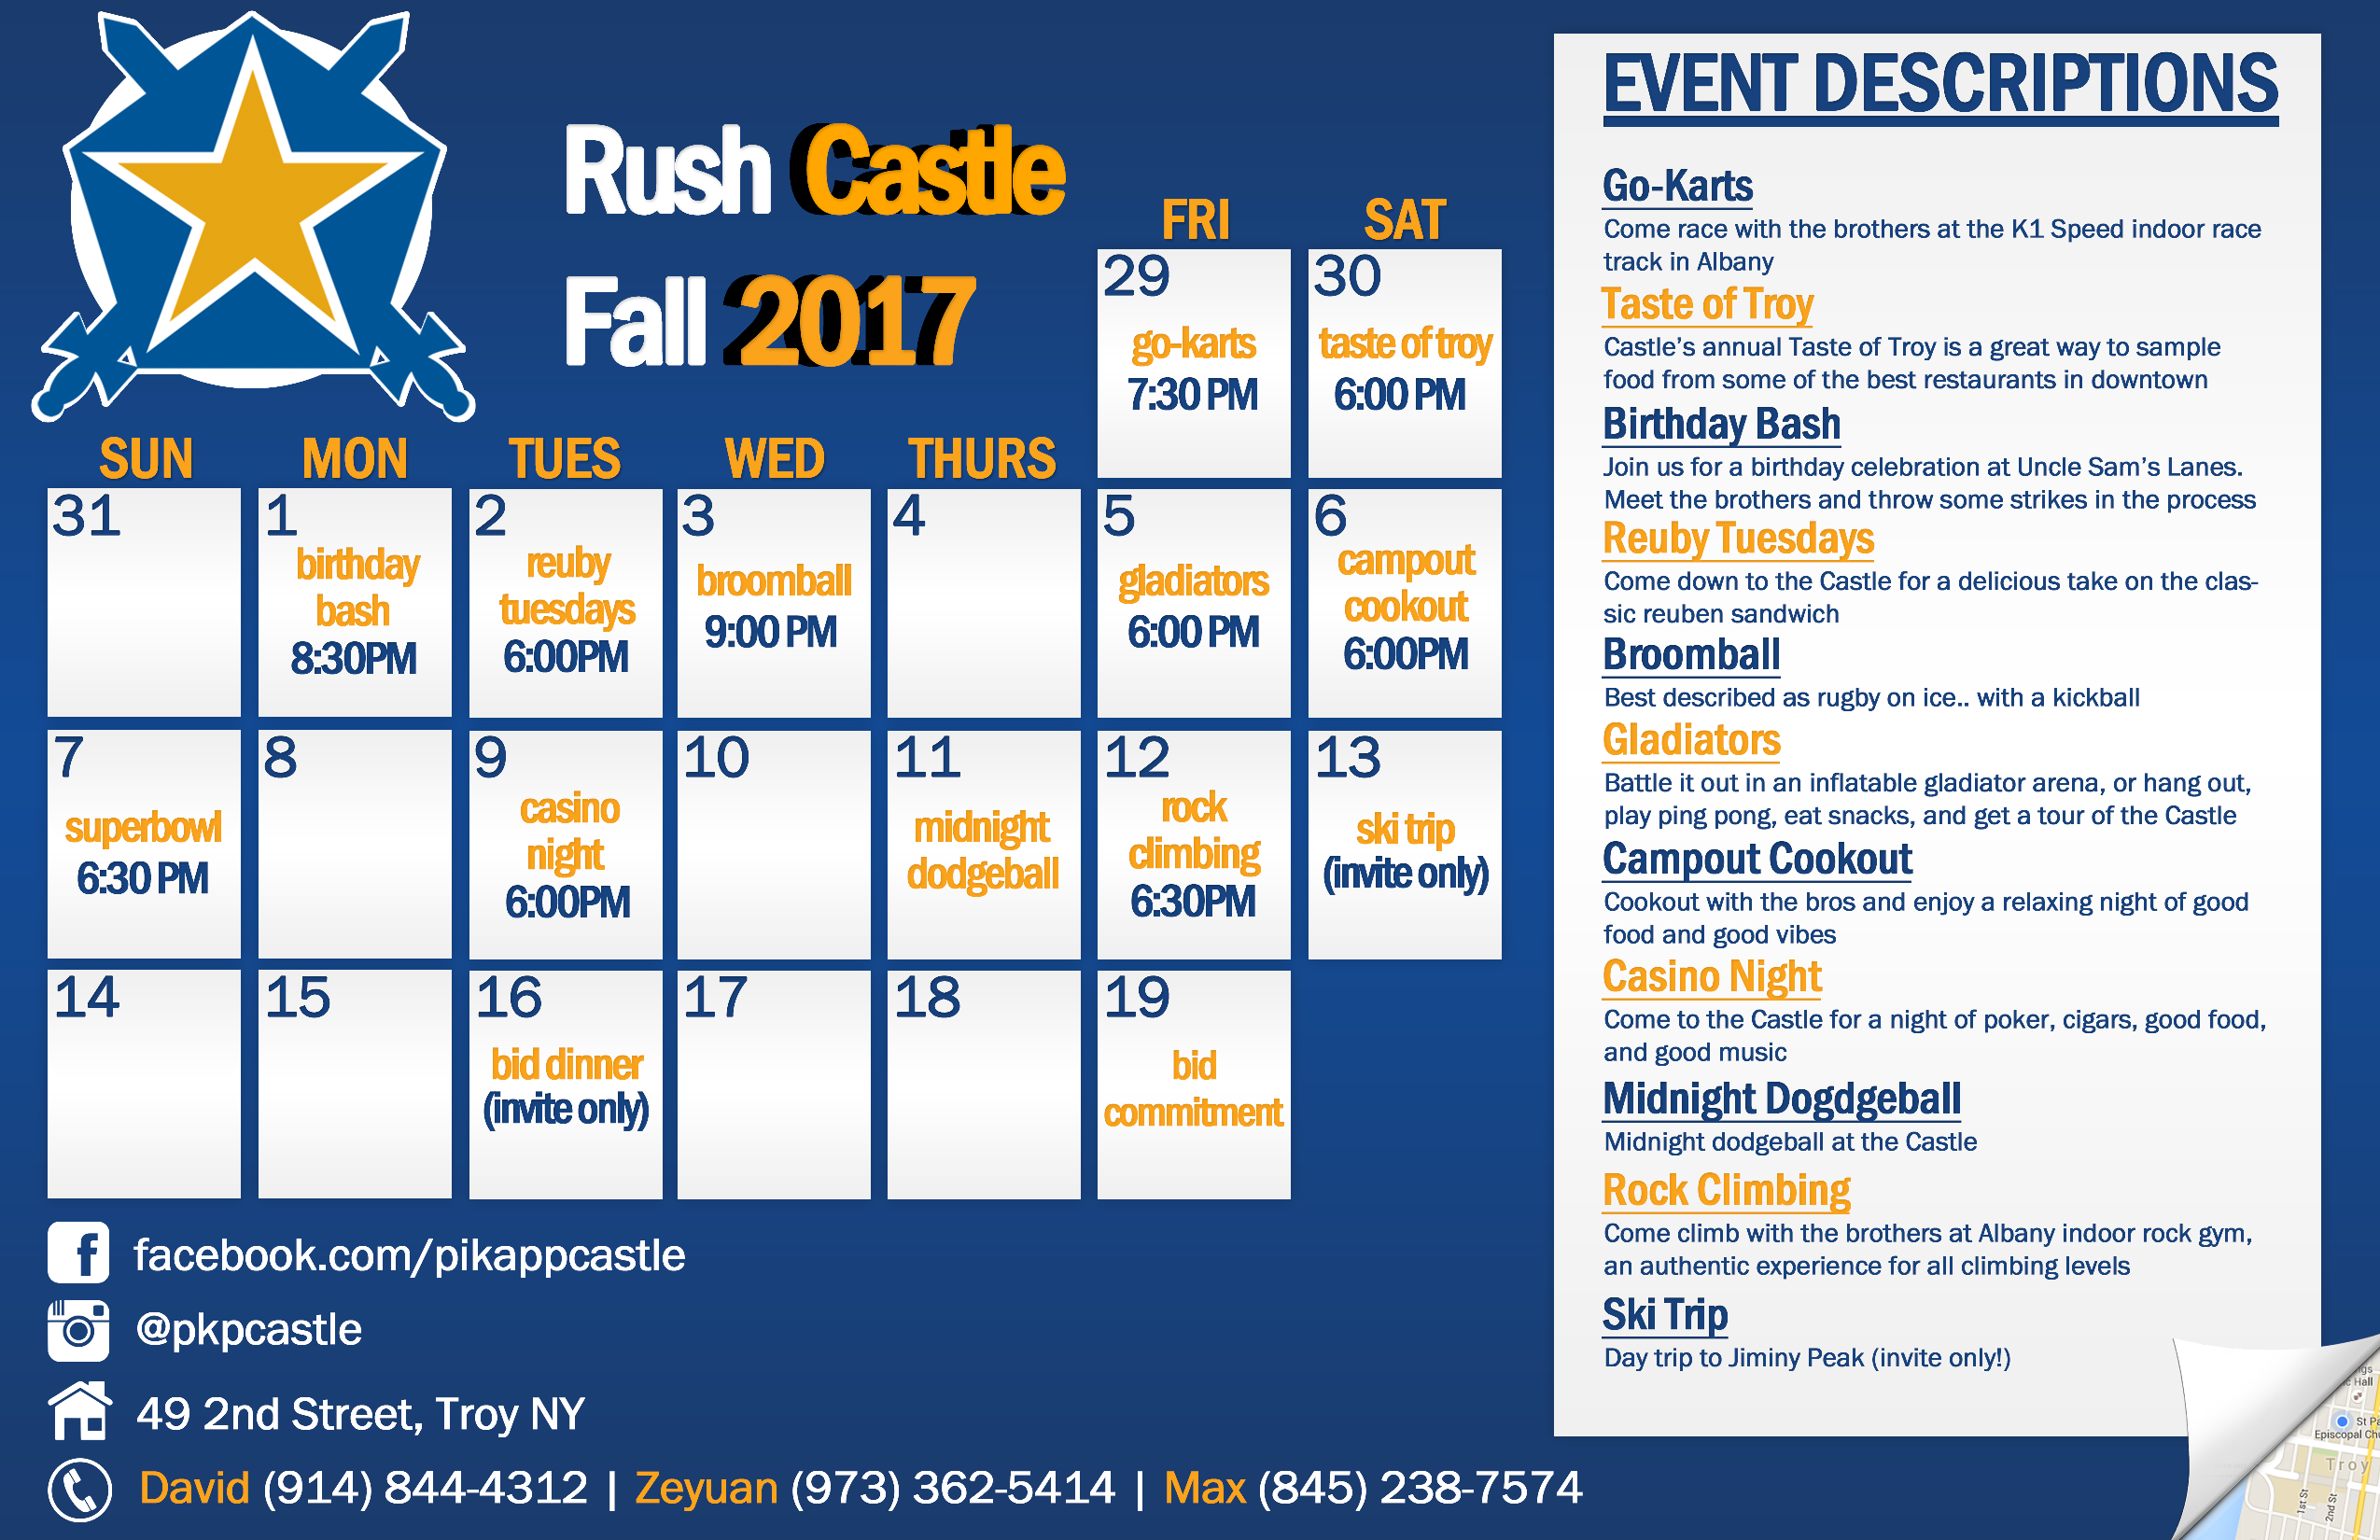 Rush Castle
Fall 2017
FRI
SAT
29
go-karts
7:30 PM
30
taste of troy
6:00 PM
SUN
MON
TUES
WED
THURS
31
1
birthday
bash
8:30PM
2
reuby
tuesdays
6:00PM
3
broomball
9:00 PM
4
5
gladiators
6:00 PM
6
campout
cookout
6:00PM
7
superbowl
6:30 PM
8
9
casino
night
6:00PM
10
11
midnight
dodgeball
12
rock
climbing
6:30PM
13
ski trip
(invite only)
14
15
16
bid dinner
(invite only)
17
18
19
bid
commitment
facebook.com/pikappcastle
@pkpcastle
49 2nd Street, Troy NY
David (914) 844-4312 | Zeyuan (973) 362-5414 | Max (845) 238-7574
EVENT DESCRIPTIONS
Go-Karts
Come race with the brothers at the K1 Speed indoor race
track in Albany
Taste of Troy
Castle's annual Taste of Troy is a great way to sample
food from some of the best restaurants in downtown
Birthday Bash
Join us for a birthday celebration at Uncle Sam's Lanes.
Meet the brothers and throw some strikes in the process
Reuby Tuesdays
Come down to the Castle for a delicious take on the clas-
sic reuben sandwich
Broomball
Best described as rugby on ice.. with a kickball
Gladiators
Battle it out in an inflatable gladiator arena, or hang out,
play ping pong, eat snacks, and get a tour of the Castle
Campout Cookout
Cookout with the bros and enjoy a relaxing night of good
food and good vibes
Casino Night
Come to the Castle for a night of poker, cigars, good food,
and good music
Midnight Dogdgeball
Midnight dodgeball at the Castle
Rock Climbing
Come climb with the brothers at Albany indoor rock gym,
an authentic experience for all climbing levels
Ski Trip
Day trip to Jiminy Peak (invite only!)
Hall
St
Episcopal
Troy
1st St
2nd St